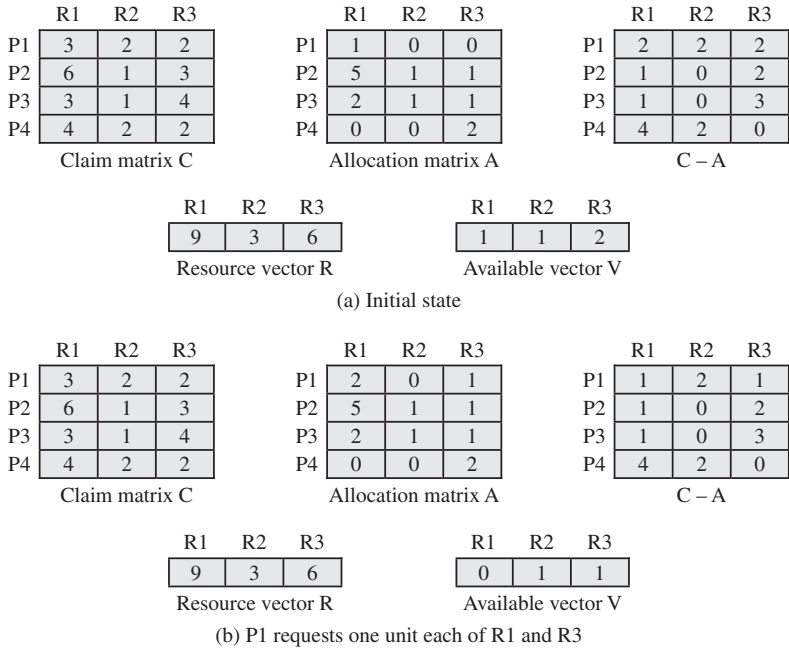 R1 R2 R3 R1 R2 R3 R1 R2 R3
P1 3 2 2 P1 1 0 0 P1 2 2 2
P2 6 1 3 P2 5 1 1 P2 1 0 2
P3 3 1 4 P3 2 1 1 P3 1 0 3
P4 4 2 2 P4 0 0 2 P4 4 2 0
Claim matrix C Allocation matrix A C – A
R1 R2 R3 R1 R2 R3
9 3 6 1 1 2
Resource vector R Available vector V
(a) Initial state
R1 R2 R3 R1 R2 R3 R1 R2 R3
P1 3 2 2 P1 2 0 1 P1 1 2 1
P2 6 1 3 P2 5 1 1 P2 1 0 2
P3 3 1 4 P3 2 1 1 P3 1 0 3
P4 4 2 2 P4 0 0 2 P4 4 2 0
Claim matrix C Allocation matrix A C – A
R1 R2 R3 R1 R2 R3
9 3 6 0 1 1
Resource vector R Available vector V
(b) P1 requests one unit each of R1 and R3